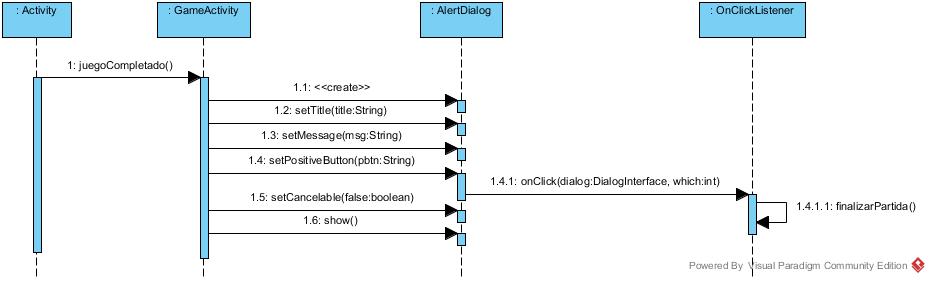 : Activity
: GameActivity
: AlertDialog
: OnClickListener
1: juegoCompletado()
1.1: <<create>>
1.2: setTitle(title:String)
1.3: setMessage(msg:String)
1.4: setPositiveButton(pbtn:String)
1.4.1: onClick(dialog:DialogInterface, which:int)
1.5: setCancelable(false:boolean)
1.4.1.1: finalizarPartida()
1.6: show()
Powered By Visual Paradigm Community Edition